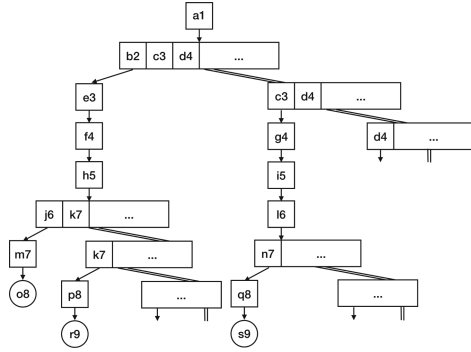 a1
b2 c3 d4 ...
e3 c3 d4 ...
f4 g4 d4 ...
h5 i5
j6 k7 ... l6
m7 k7 ... n7 ...
o8 p8 ... q8 ...
r9 s9